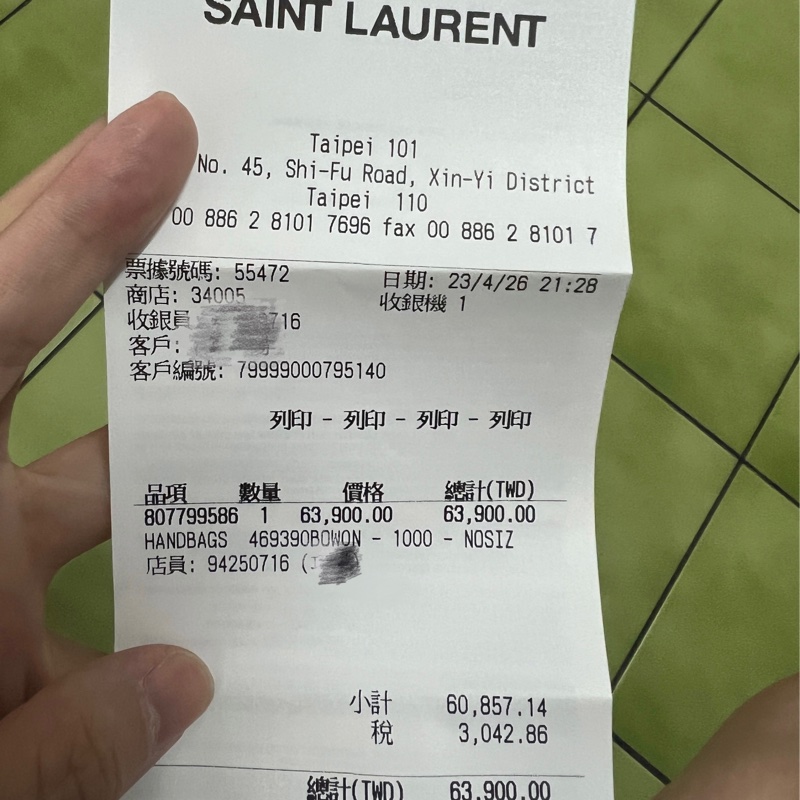 SAINT LAURENT
Taipei 101
No. 45, Shi-Fu Road, Xin-Yi District
Taipei 110
00 886 2 8101 7696 fax 00 886 2 8101 7
票據號碼: 55472 日期: 23/4/26 21:28
商店: 34005 收銀機 1
收銀員 716
客戶:
客戶編號: 79999000795140
列印 - 列印 - 列印 - 列印
品項 數量 價格 總計(TWD)
807799586 1 63,900.00 63,900.00
HANDBAGS 469390BOWON - 1000 - NOSIZ
店員: 94250716 (J
小計 60,857.14
稅 3,042.86
總計(TWD) 63,900.00